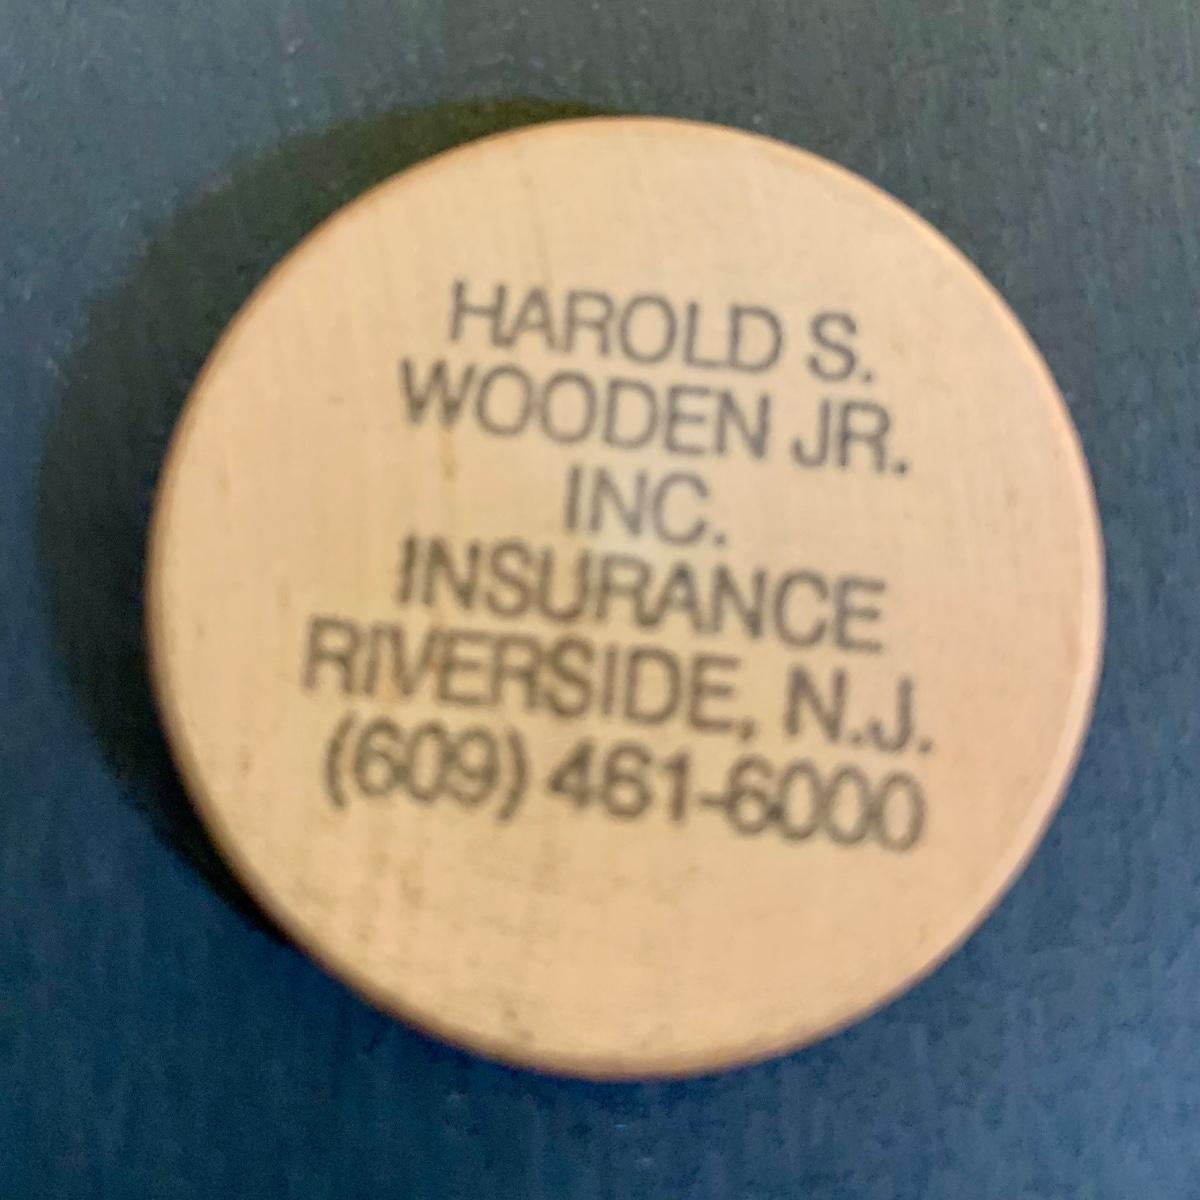 HAROLD S.
WOODEN JR.
INC.
INSURANCE
RIVERSIDE, N.J.
(609) 461-6000